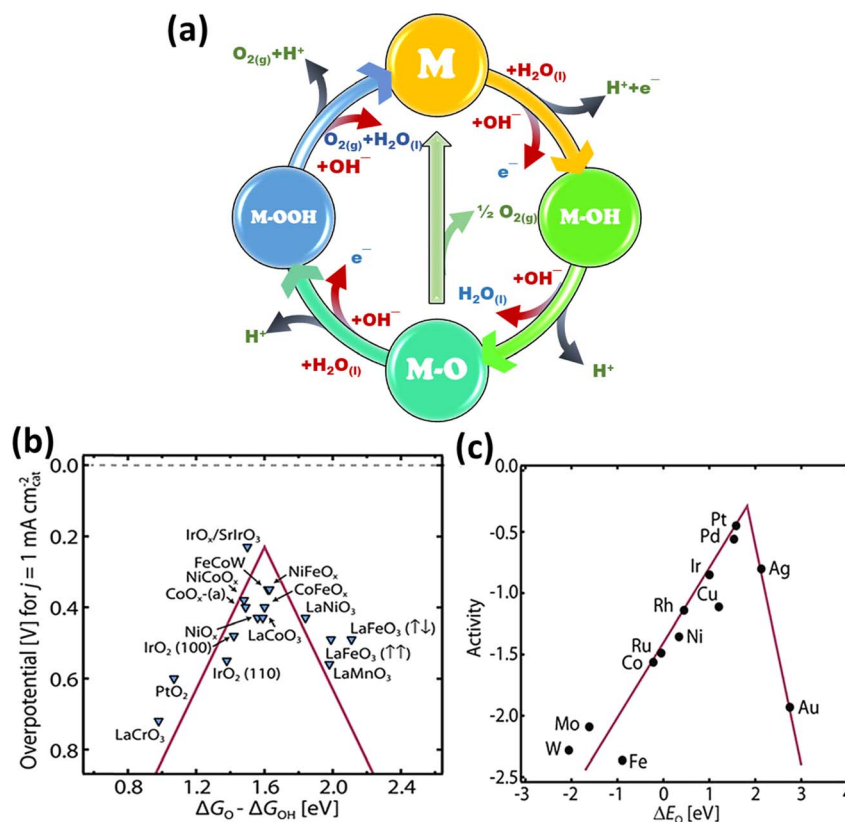 (a)
M
O2(g)+H+
+H2O(l)
H++e−
+OH−
O2(g)+H2O(l)
+OH−
e−
M-OOH
½ O2(g)
M-OH
e−
+OH−
H2O(l)
+OH−
H+
+H2O(l)
M-O
H+
(b)
Overpotential [V] for j = 1 mA cm−2cat
0.0
0.2
0.4
0.6
0.8
IrOx/SrIrO3
FeCoW
NiFeOx
NiCoOx
CoFeOx
CoOx-(a)
LaNiO3
NiOx
LaCoO3
LaFeO3 (↑↓)
IrO2 (100)
LaFeO3 (↑↑)
IrO2 (110)
LaMnO3
PtO2
LaCrO3
0.8 1.2 1.6 2.0 2.4
ΔGO - ΔGOH [eV]
(c)
Activity
0.0
-0.5
-1.0
-1.5
-2.0
-2.5
Pt
Pd
Ir
Ag
Cu
Rh
Ni
Ru
Co
Au
Mo
W
Fe
-3 -2 -1 0 1 2 3 4
ΔEO [eV]